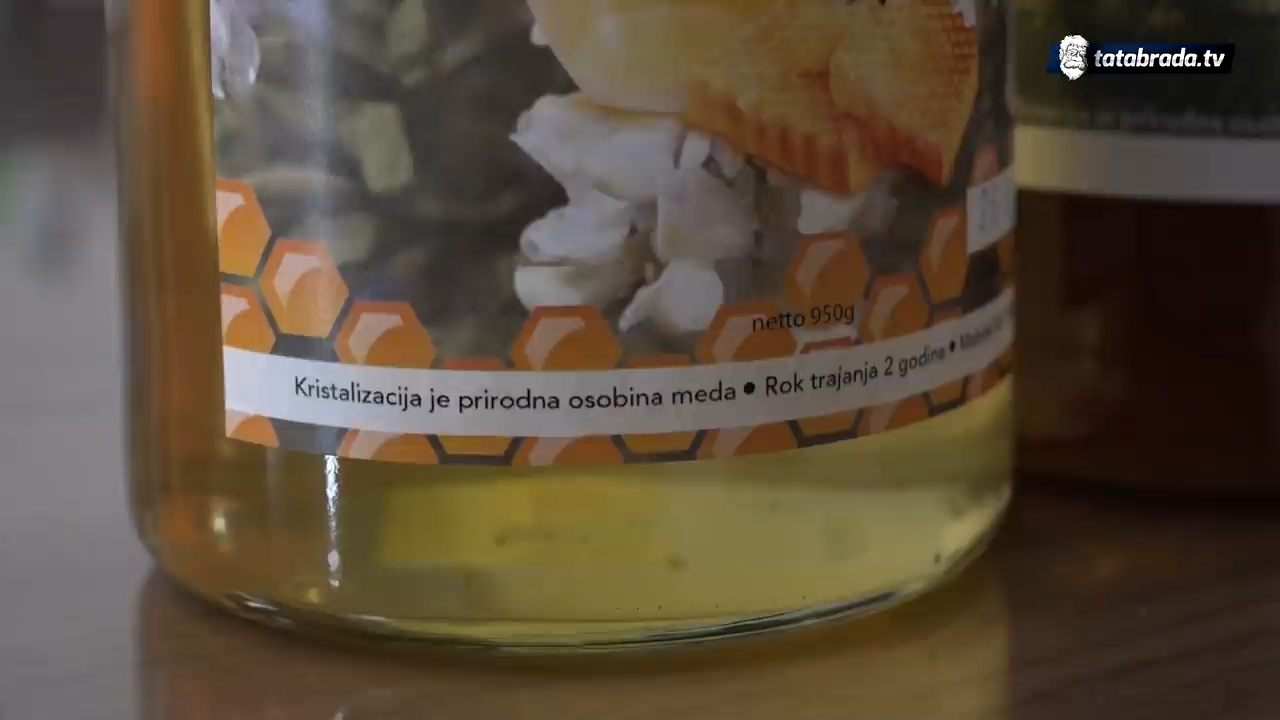 tatabrada.tv
netto 950g
Kristalizacija je prirodna osobina meda • Rok trajanja 2 godine •